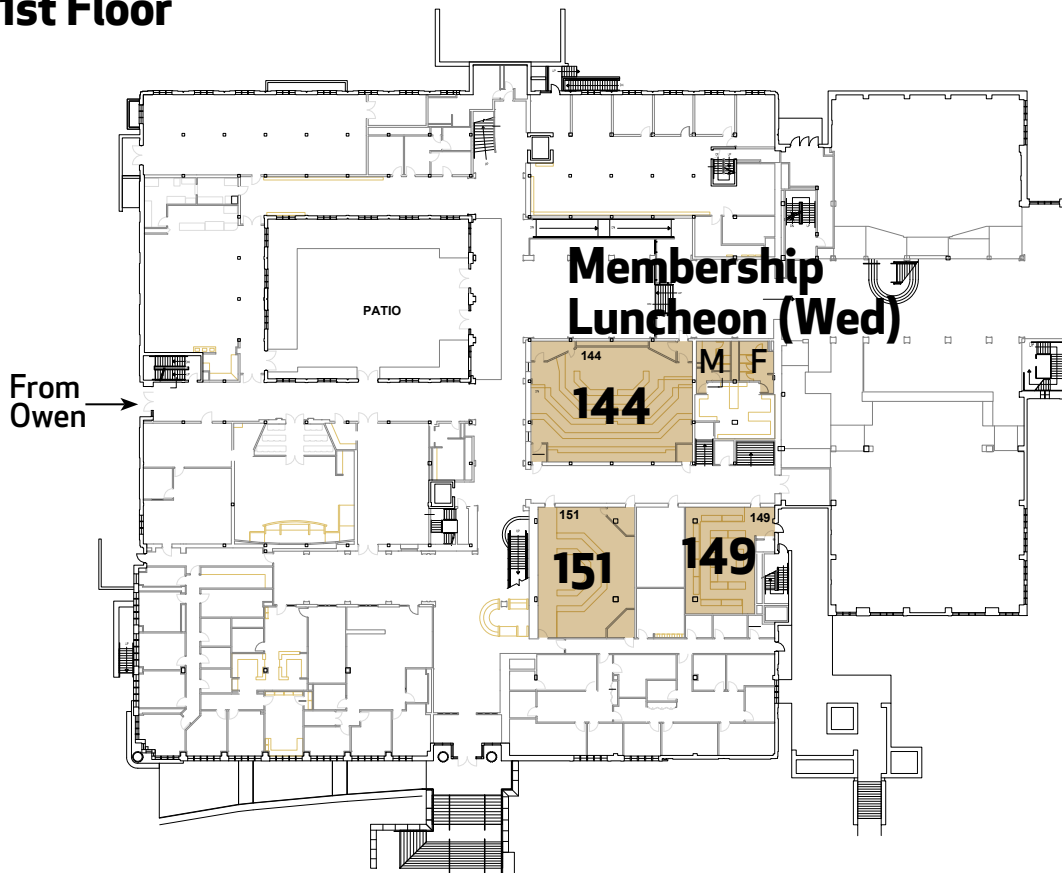 1st Floor
Membership
Luncheon (Wed)
PATIO
144
M F
144
From
Owen
151
149
151
149